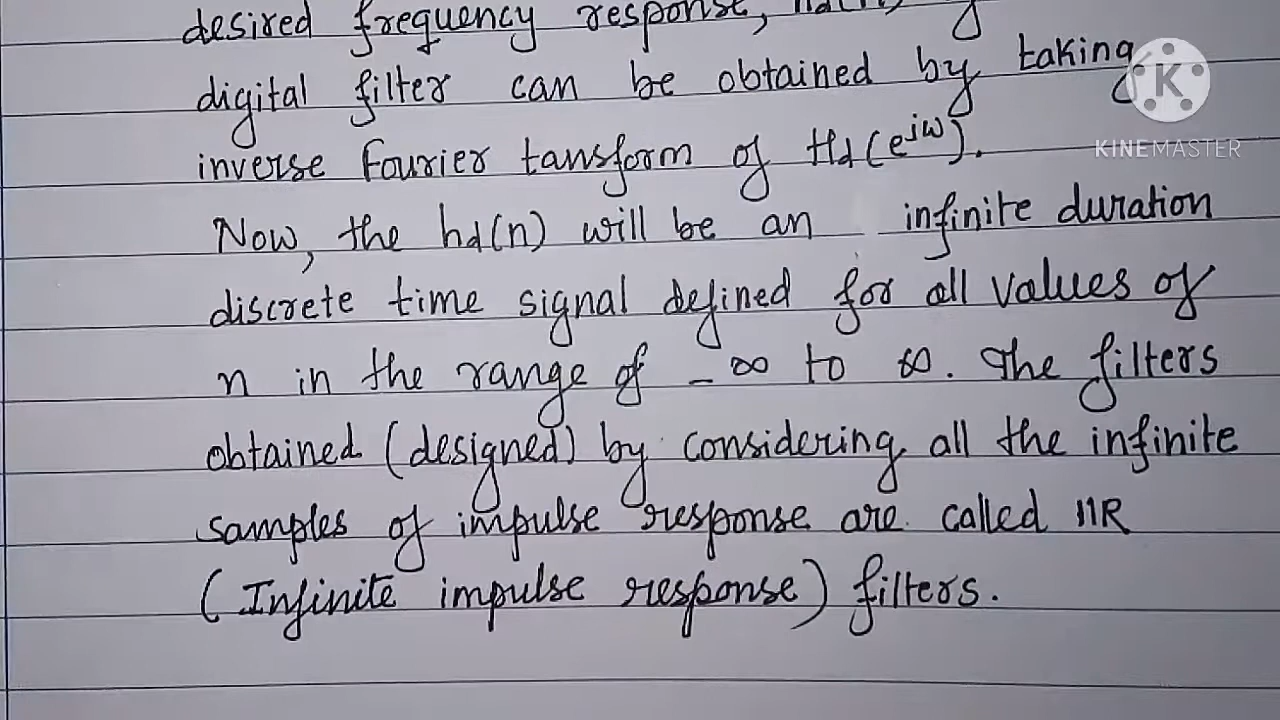 desired frequency response, hd(n)
digital filter can be obtained by taking
inverse Fourier tansform of Hd(e^jω).
Now, the hd(n) will be an infinite duration
discrete time signal defined for all values of
n in the range of -∞ to ∞. The filters
obtained (designed) by considering all the infinite
samples of impulse response are called IIR
(Infinite impulse response) filters.
K
KINEMASTER